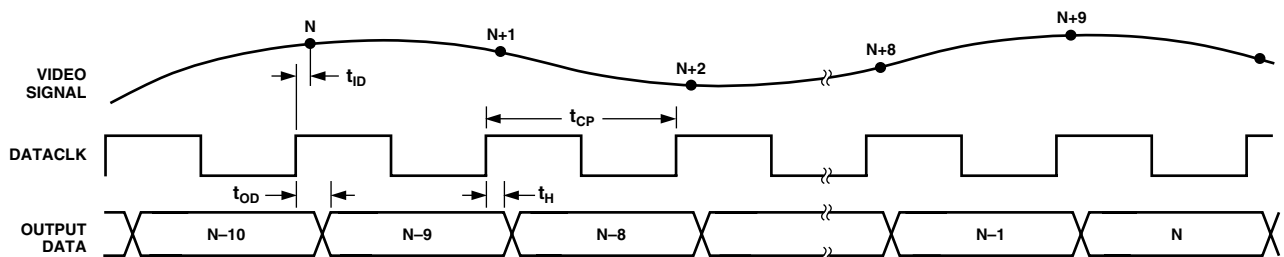 N
N+1
N+2
N+8
N+9
VIDEO
SIGNAL
tID
tCP
DATACLK
tOD
tH
OUTPUT
DATA
N–10
N–9
N–8
N–1
N